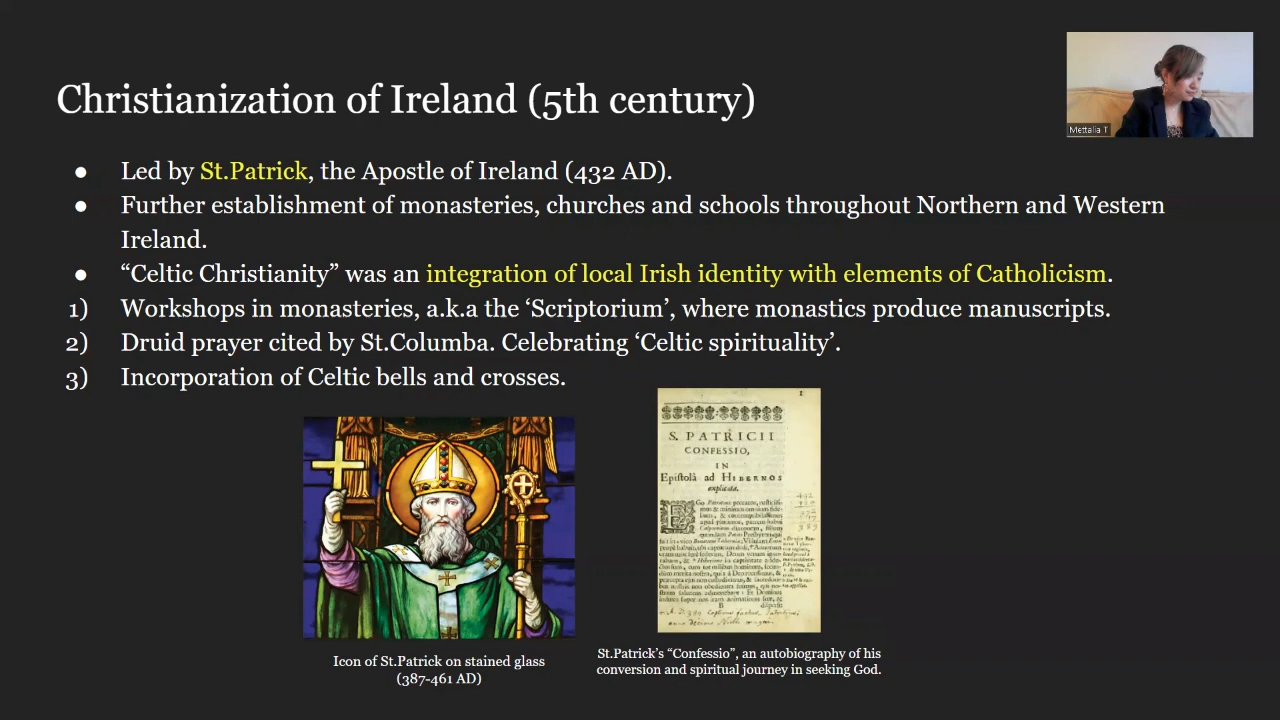 Christianization of Ireland (5th century)
Mettalia T
● Led by St.Patrick, the Apostle of Ireland (432 AD).
● Further establishment of monasteries, churches and schools throughout Northern and Western
Ireland.
● “Celtic Christianity” was an integration of local Irish identity with elements of Catholicism.
1) Workshops in monasteries, a.k.a the ‘Scriptorium’, where monastics produce manuscripts.
2) Druid prayer cited by St.Columba. Celebrating ‘Celtic spirituality’.
3) Incorporation of Celtic bells and crosses.
S. PATRICII
CONFESSIO,
IN
Epistolâ ad HIBERNOS
explicata.
Icon of St.Patrick on stained glass
(387-461 AD)
St.Patrick’s “Confessio”, an autobiography of his
conversion and spiritual journey in seeking God.